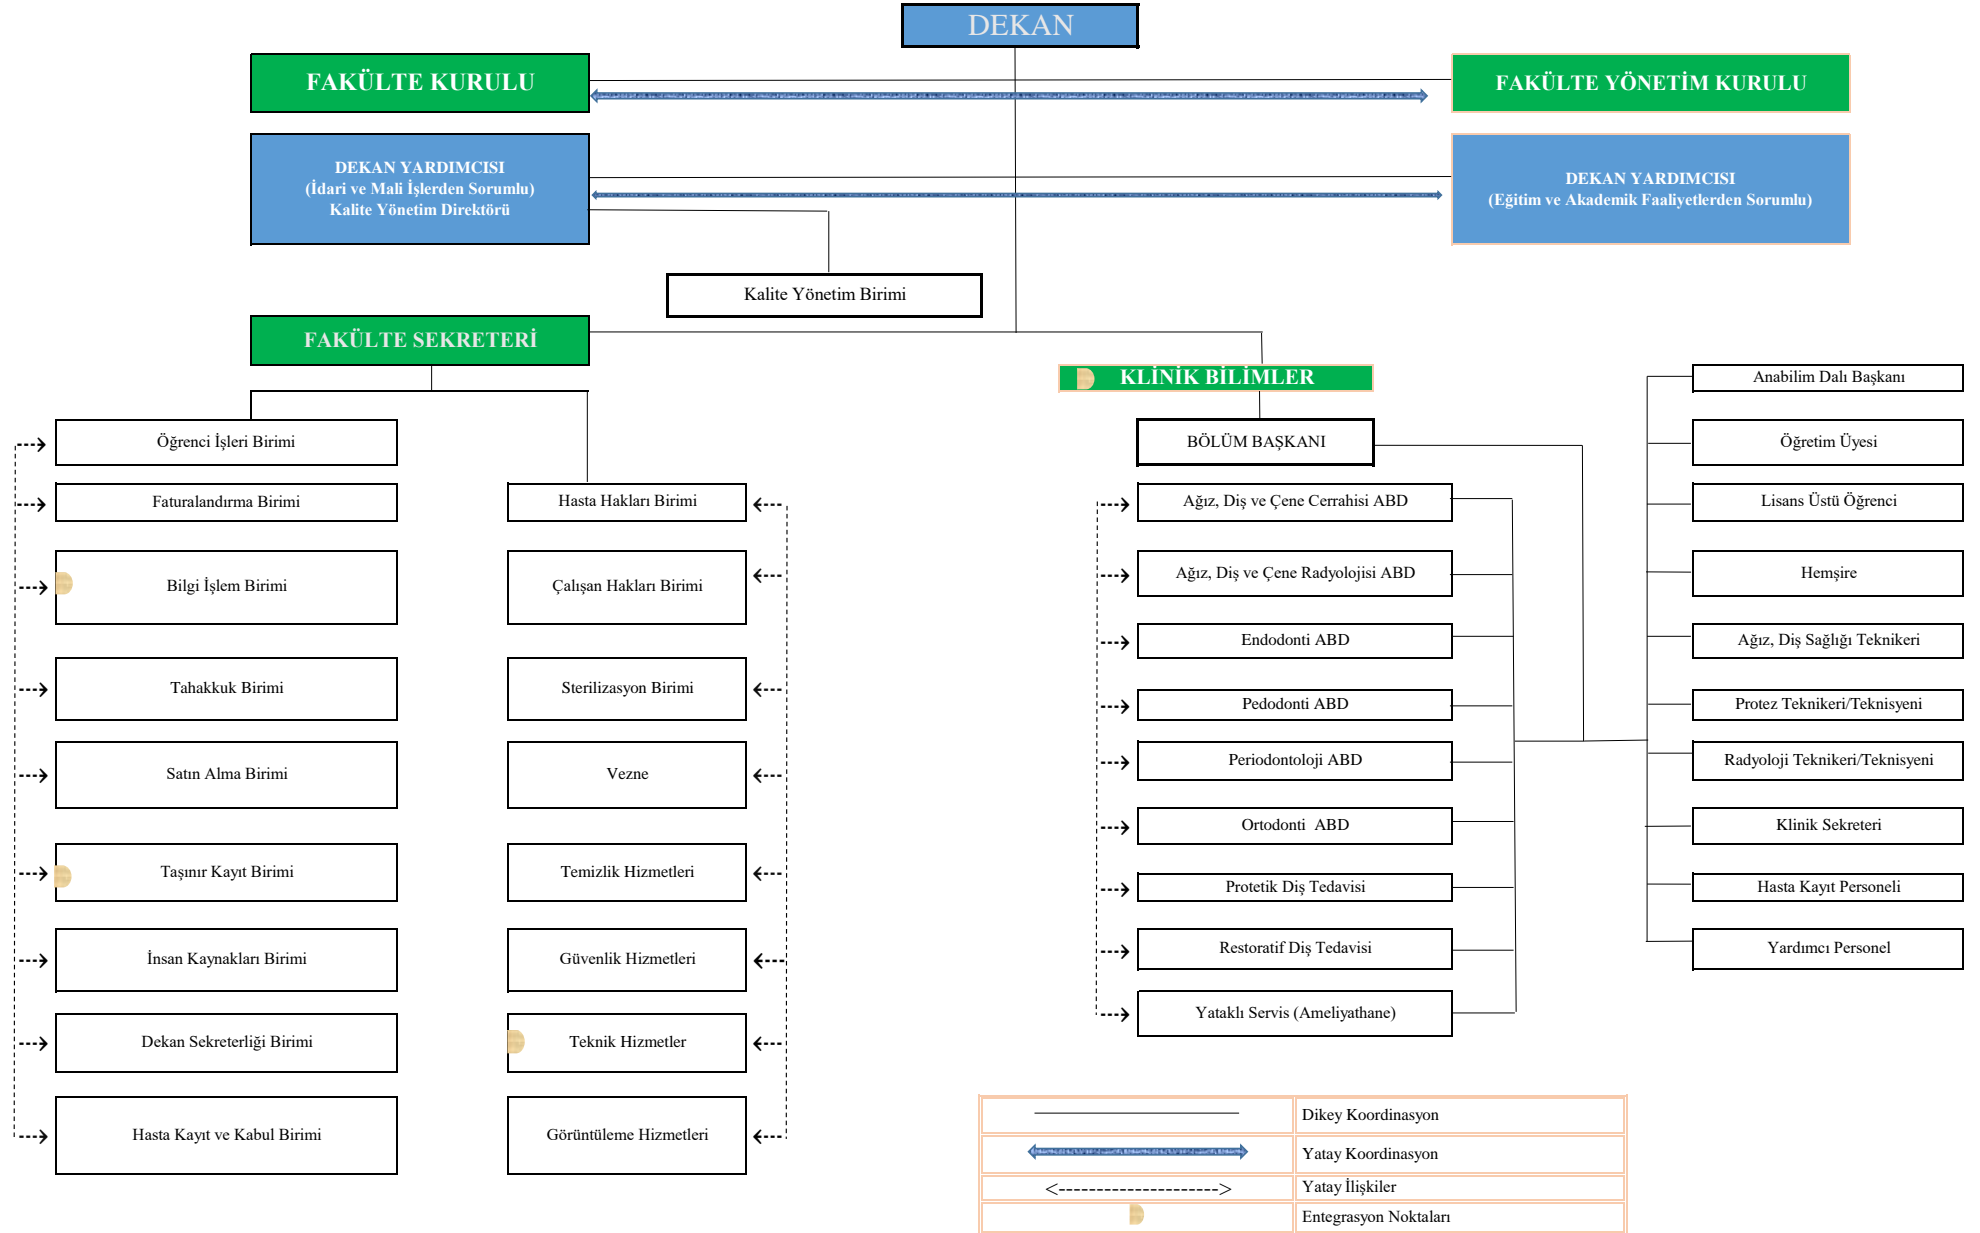 DEKAN
FAKÜLTE KURULU
FAKÜLTE YÖNETİM KURULU
DEKAN YARDIMCISI
(İdari ve Mali İşlerden Sorumlu)
Kalite Yönetim Direktörü
DEKAN YARDIMCISI
(Eğitim ve Akademik Faaliyetlerden Sorumlu)
Kalite Yönetim Birimi
FAKÜLTE SEKRETERİ
KLİNİK BİLİMLER
BÖLÜM BAŞKANI
Öğrenci İşleri Birimi
Faturalandırma Birimi
Bilgi İşlem Birimi
Tahakkuk Birimi
Satın Alma Birimi
Taşınır Kayıt Birimi
İnsan Kaynakları Birimi
Dekan Sekreterliği Birimi
Hasta Kayıt ve Kabul Birimi
Hasta Hakları Birimi
Çalışan Hakları Birimi
Sterilizasyon Birimi
Vezne
Temizlik Hizmetleri
Güvenlik Hizmetleri
Teknik Hizmetler
Görüntüleme Hizmetleri
Ağız, Diş ve Çene Cerrahisi ABD
Ağız, Diş ve Çene Radyolojisi ABD
Endodonti ABD
Pedodonti ABD
Periodontoloji ABD
Ortodonti ABD
Protetik Diş Tedavisi
Restoratif Diş Tedavisi
Yataklı Servis (Ameliyathane)
Anabilim Dalı Başkanı
Öğretim Üyesi
Lisans Üstü Öğrenci
Hemşire
Ağız, Diş Sağlığı Teknikeri
Protez Teknikeri/Teknisyeni
Radyoloji Teknikeri/Teknisyeni
Klinik Sekreteri
Hasta Kayıt Personeli
Yardımcı Personel
Dikey Koordinasyon
Yatay Koordinasyon
<--------------------->
Yatay İlişkiler
Entegrasyon Noktaları